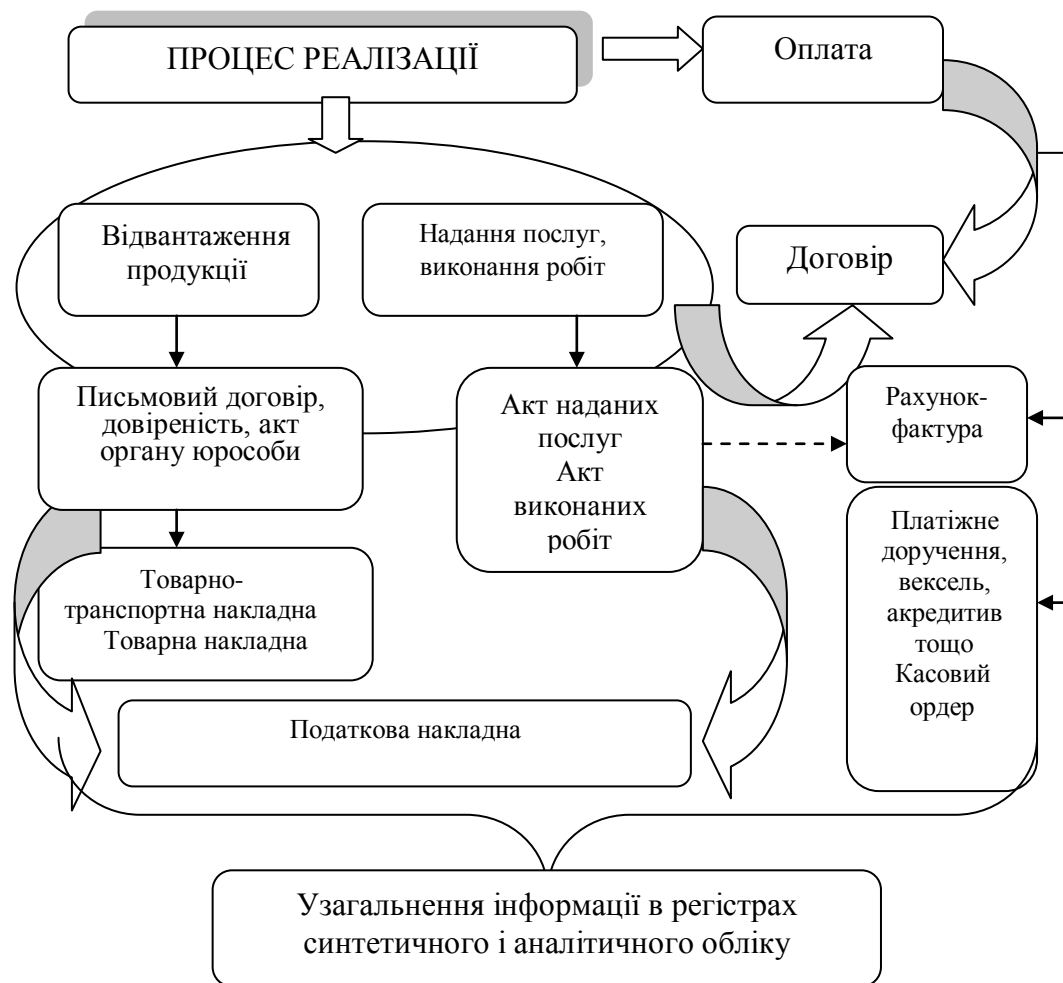 ПРОЦЕС РЕАЛІЗАЦІЇ
Оплата
Відвантаження
продукції
Надання послуг,
виконання робіт
Договір
Письмовий договір,
довіреність, акт
органу юрособи
Акт наданих
послуг
Акт
виконаних
робіт
Рахунок-
фактура
Товарно-
транспортна накладна
Товарна накладна
Платіжне
доручення,
вексель,
акредитив
тощо
Касовий
ордер
Податкова накладна
Узагальнення інформації в регістрах
синтетичного і аналітичного обліку